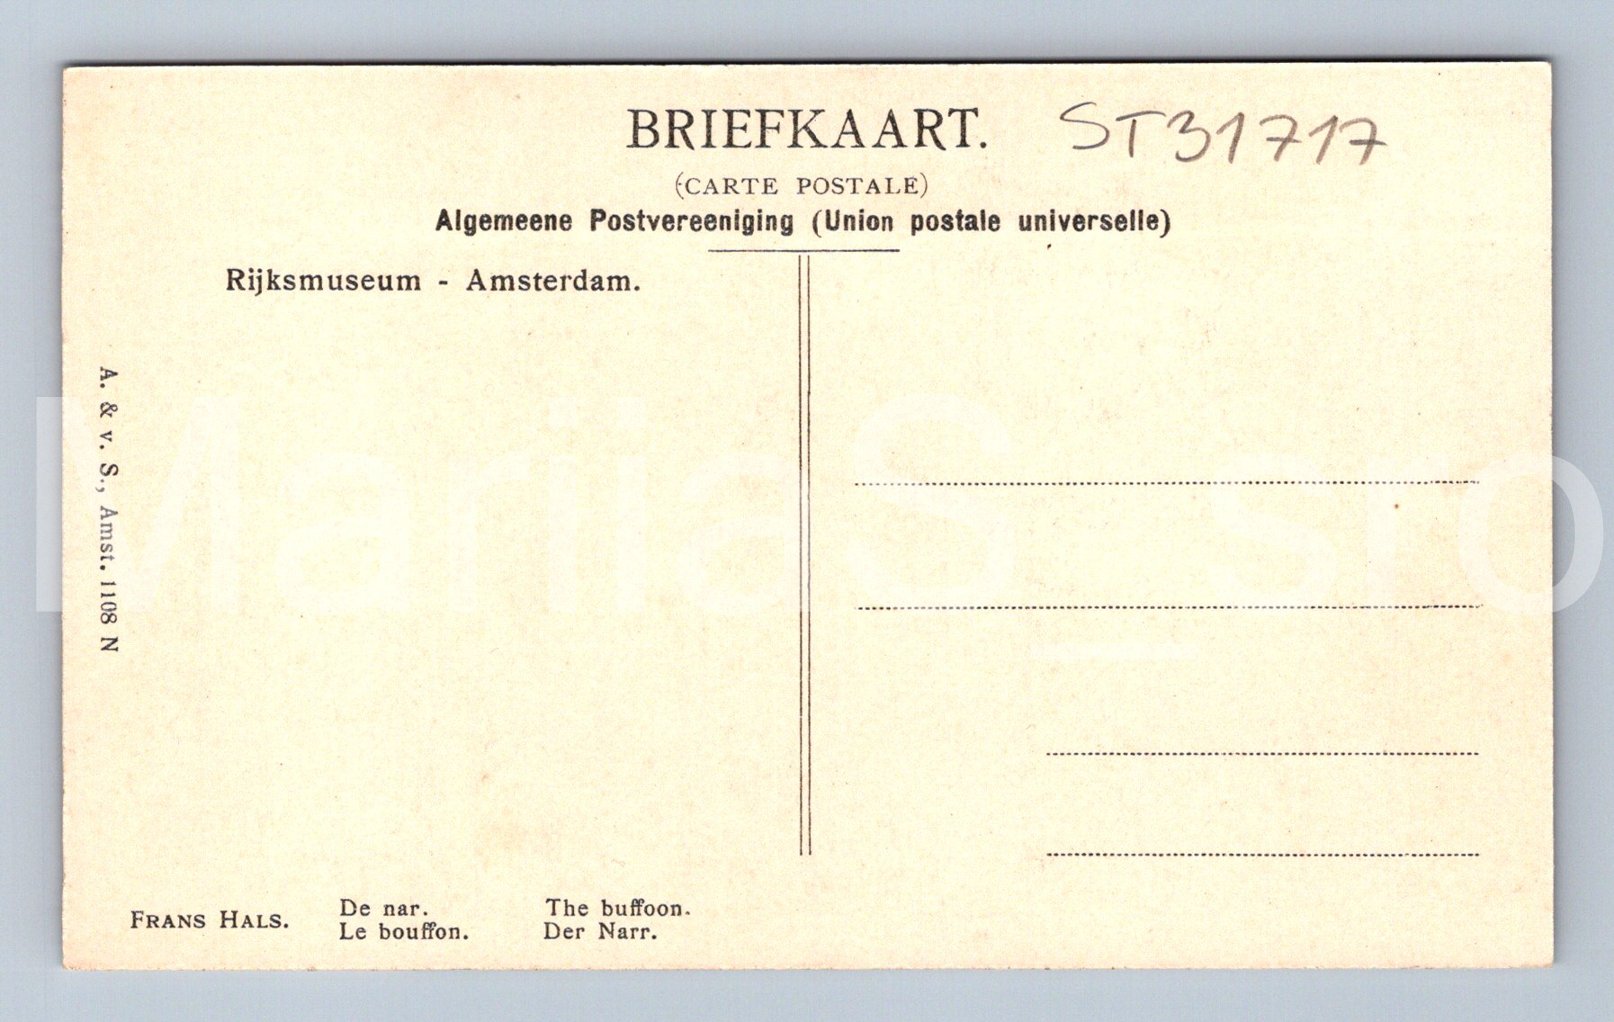 BRIEFKAART.
ST31717
(CARTE POSTALE)
Algemeene Postvereeniging (Union postale universelle)
Rijksmuseum - Amsterdam.
A. & v. S., Amst. 1108 N
MartiaS_sro
FRANS HALS.
De nar.
Le bouffon.
The buffoon.
Der Narr.